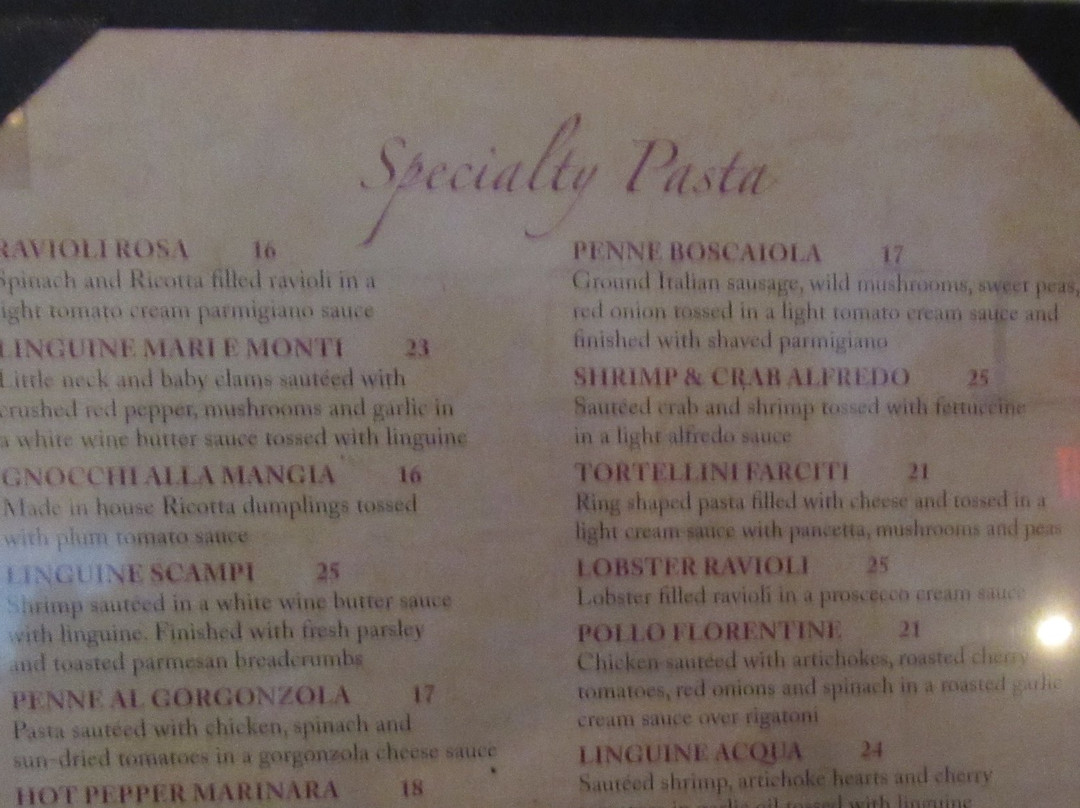 Specialty Pasta
RAVIOLI ROSA 16
Spinach and Ricotta filled ravioli in a
light tomato cream parmigiano sauce
LINGUINE MARI E MONTI 23
Little neck and baby clams sautéed with
crushed red pepper, mushrooms and garlic in
a white wine butter sauce tossed with linguine
GNOCCHI ALLA MANGIA 16
Made in house Ricotta dumplings tossed
with plum tomato sauce
LINGUINE SCAMPI 25
Shrimp sautéed in a white wine butter sauce
with linguine. Finished with fresh parsley
and toasted parmesan breadcrumbs
PENNE AL GORGONZOLA 17
Pasta sautéed with chicken, spinach and
sun-dried tomatoes in a gorgonzola cheese sauce
HOT PEPPER MARINARA 18
PENNE BOSCAIOLA 17
Ground Italian sausage, wild mushrooms, sweet peas,
red onion tossed in a light tomato cream sauce and
finished with shaved parmigiano
SHRIMP & CRAB ALFREDO 25
Sautéed crab and shrimp tossed with fettuccine
in a light alfredo sauce
TORTELLINI FARCITI 21
Ring shaped pasta filled with cheese and tossed in a
light cream sauce with pancetta, mushrooms and peas
LOBSTER RAVIOLI 25
Lobster filled ravioli in a proscecco cream sauce
POLLO FLORENTINE 21
Chicken sautéed with artichokes, roasted cherry
tomatoes, red onions and spinach in a roasted garlic
cream sauce over rigatoni
LINGUINE ACQUA 24
Sautéed shrimp, artichoke hearts and cherry
in garlic oil tossed with linguine